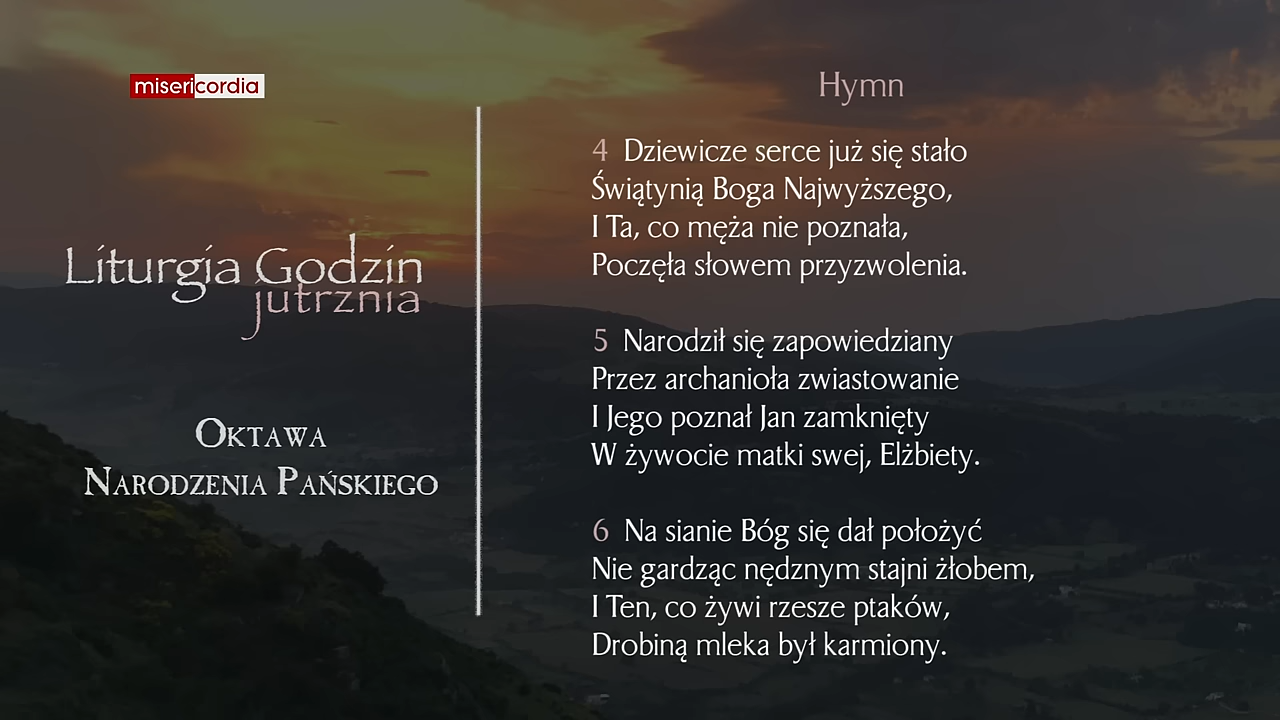 misericordia
Liturgia Godzin
jutrznia
Oktawa
Narodzenia Pańskiego
Hymn
4 Dziewicze serce już się stało
Świątynią Boga Najwyższego,
I Ta, co męża nie poznała,
Poczęła słowem przyzwolenia.
5 Narodził się zapowiedziany
Przez archanioła zwiastowanie
I Jego poznał Jan zamknięty
W żywocie matki swej, Elżbiety.
6 Na sianie Bóg się dał położyć
Nie gardząc nędznym stajni żłobem,
I Ten, co żywi rzesze ptaków,
Drobiną mleka był karmiony.